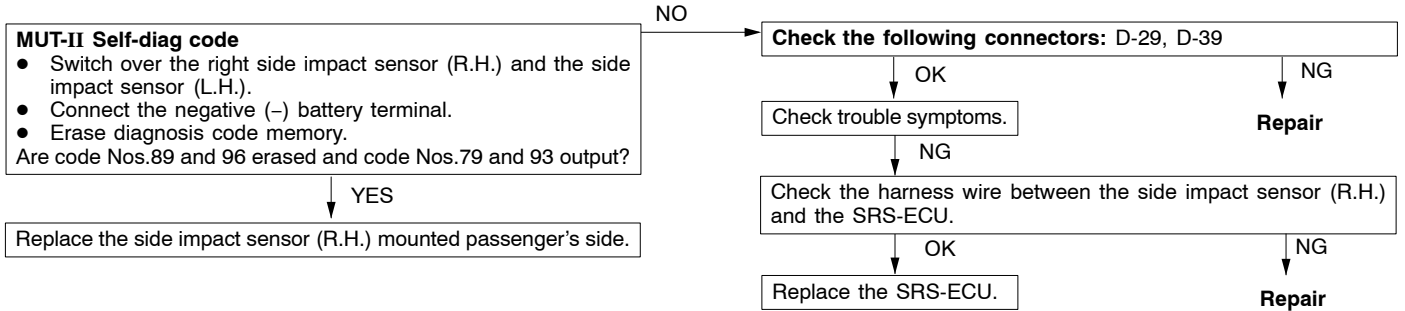 MUT-II Self-diag code
● Switch over the right side impact sensor (R.H.) and the side
impact sensor (L.H.).
● Connect the negative (–) battery terminal.
● Erase diagnosis code memory.
Are code Nos.89 and 96 erased and code Nos.79 and 93 output?
YES
Replace the side impact sensor (R.H.) mounted passenger's side.
NO
Check the following connectors: D-29, D-39
OK
NG
Check trouble symptoms.
Repair
NG
Check the harness wire between the side impact sensor (R.H.)
and the SRS-ECU.
OK
NG
Replace the SRS-ECU.
Repair